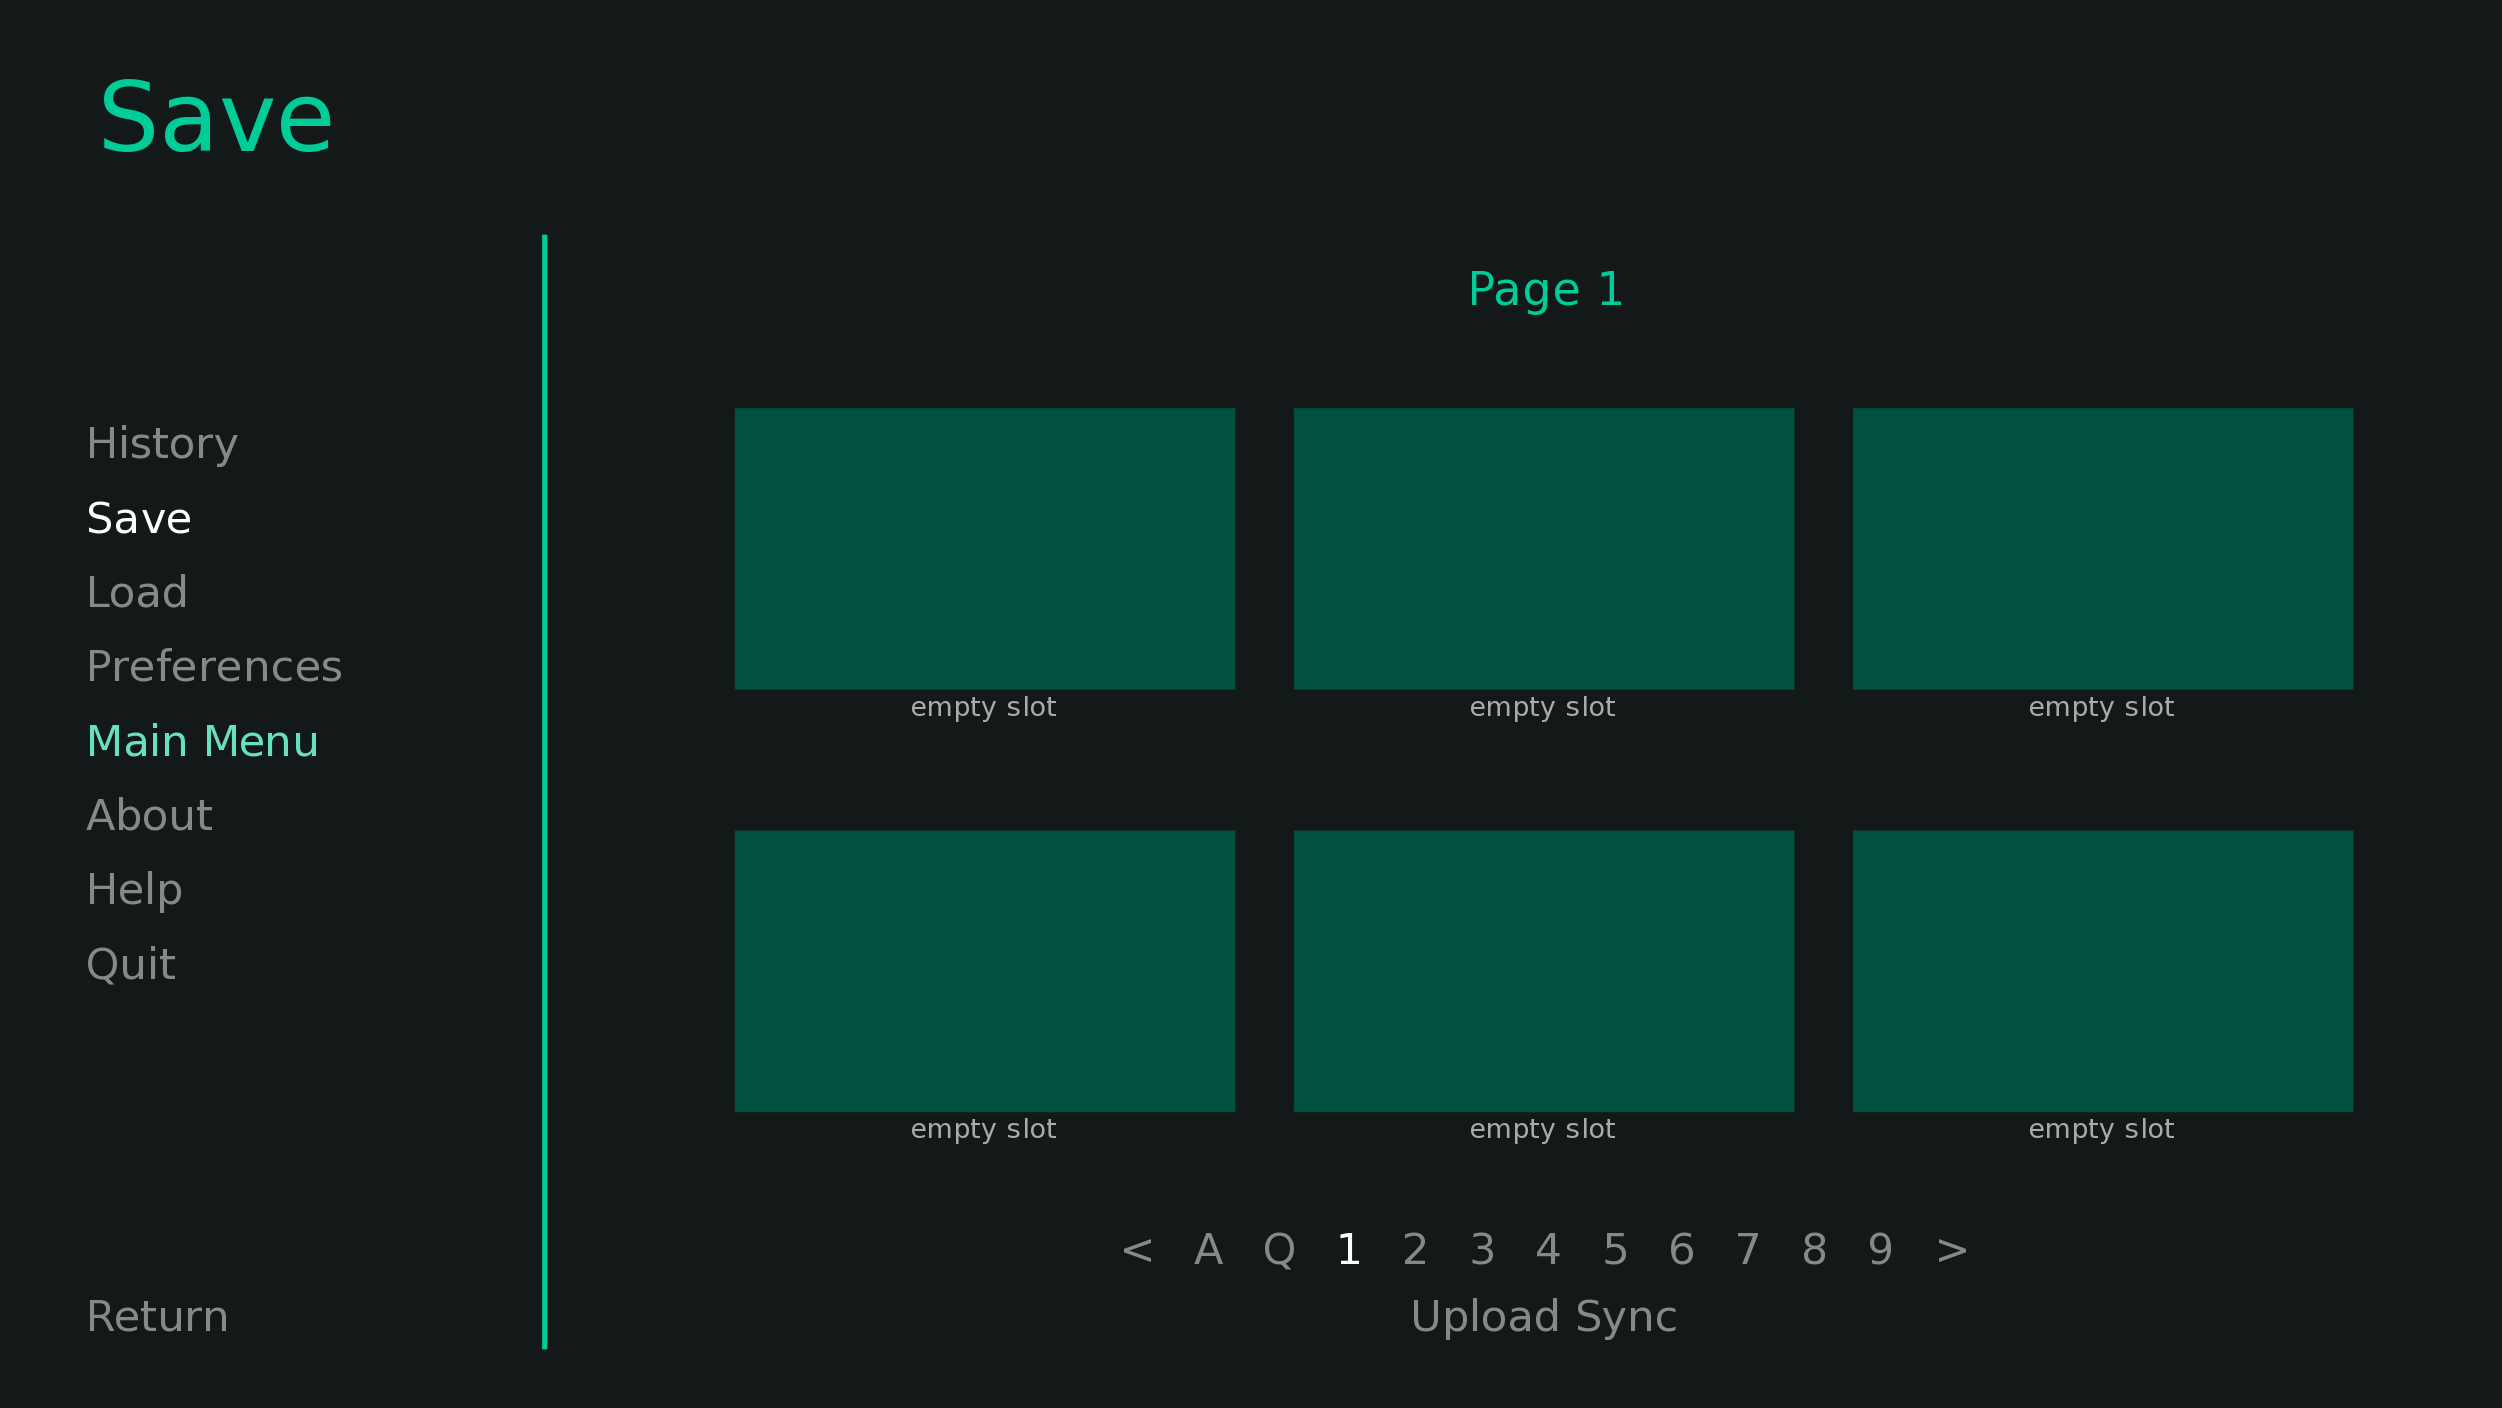 Save
History
Save
Load
Preferences
Main Menu
About
Help
Quit
Return
Page 1
empty slot empty slot empty slot
empty slot empty slot empty slot
< A Q 1 2 3 4 5 6 7 8 9 >
Upload Sync